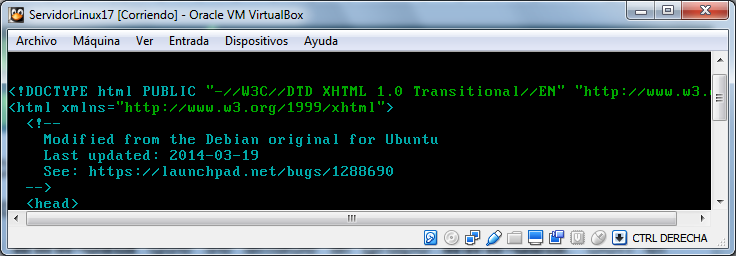 ServidorLinux17 [Corriendo] - Oracle VM VirtualBox
Archivo Máquina Ver Entrada Dispositivos Ayuda
<!DOCTYPE html PUBLIC "-//W3C//DTD XHTML 1.0 Transitional//EN" "http://www.w3.
<html xmlns="http://www.w3.org/1999/xhtml">
<!--
Modified from the Debian original for Ubuntu
Last updated: 2014-03-19
See: https://launchpad.net/bugs/1288690
-->
<head>
CTRL DERECHA